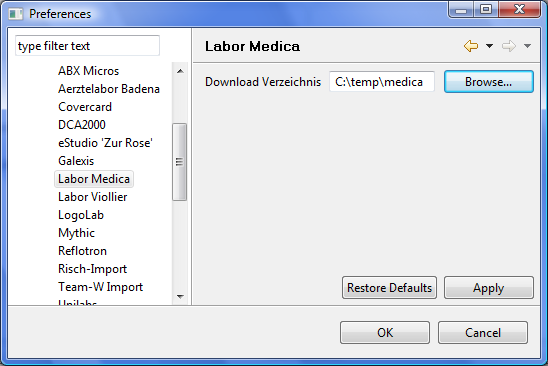 Preferences
type filter text
ABX Micros
Aerztelabor Badena
Covercard
DCA2000
eStudio 'Zur Rose'
Galexis
Labor Medica
Labor Viollier
LogoLab
Mythic
Reflotron
Risch-Import
Team-W Import
Unilabs
Labor Medica
Download Verzeichnis C:\temp\medica Browse...
Restore Defaults Apply
OK Cancel